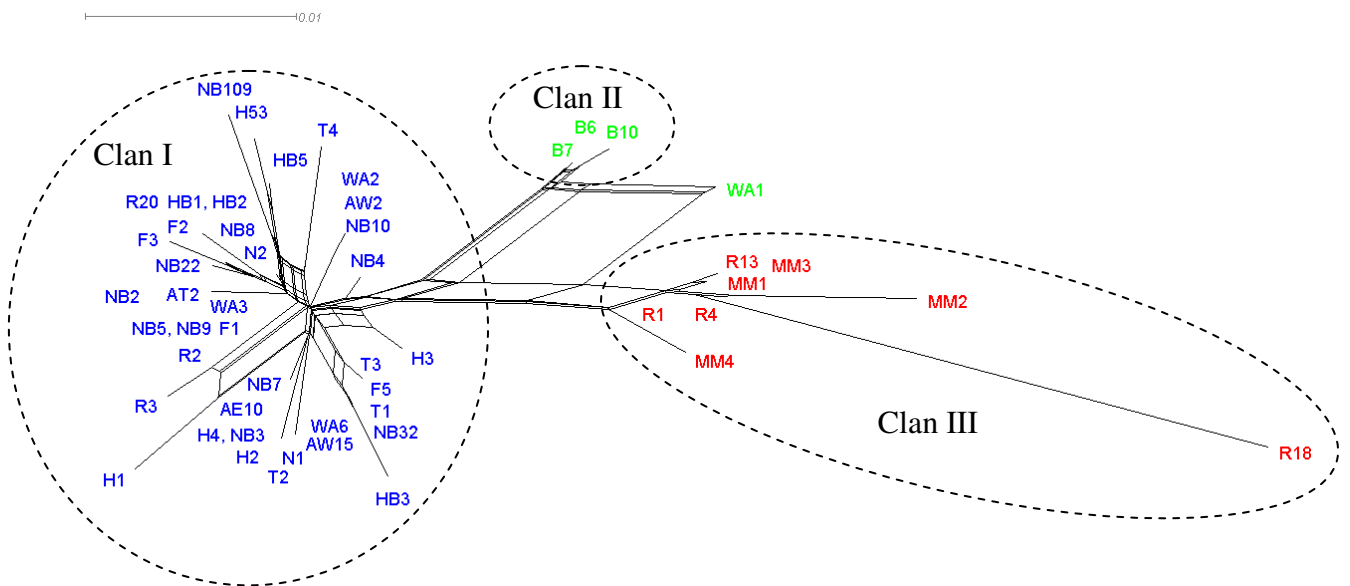 0.01
Clan II
NB109
H53
B6
B10
T4
Clan I
B7
HB5
WA2
WA1
R20 HB1, HB2
AW2
F2
NB8
NB10
F3
N2
NB4
R13 MM3
NB22
MM1
NB2
AT2
MM2
WA3
R1
R4
NB5, NB9 F1
R2
H3
T3
MM4
NB7
F5
R3
AE10
T1
WA6
Clan III
H4, NB3
NB32
AW15
H2
N1
R18
H1
T2
HB3